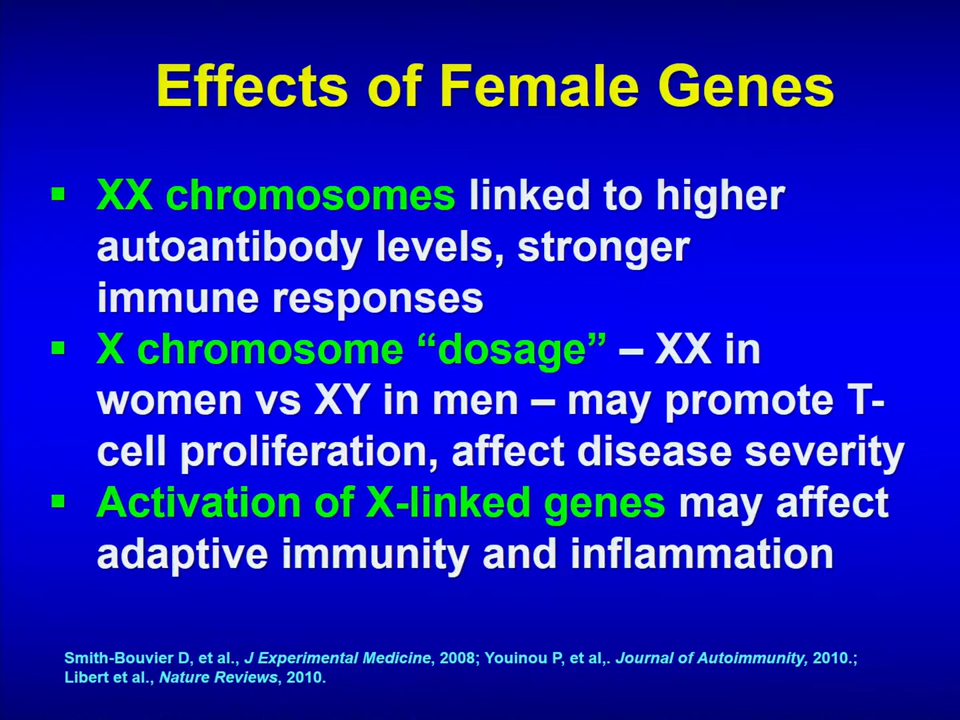 Effects of Female Genes
▪ XX chromosomes linked to higher
autoantibody levels, stronger
immune responses
▪ X chromosome “dosage” – XX in
women vs XY in men – may promote T-
cell proliferation, affect disease severity
▪ Activation of X-linked genes may affect
adaptive immunity and inflammation
Smith-Bouvier D, et al., J Experimental Medicine, 2008; Youinou P, et al,. Journal of Autoimmunity, 2010.;
Libert et al., Nature Reviews, 2010.